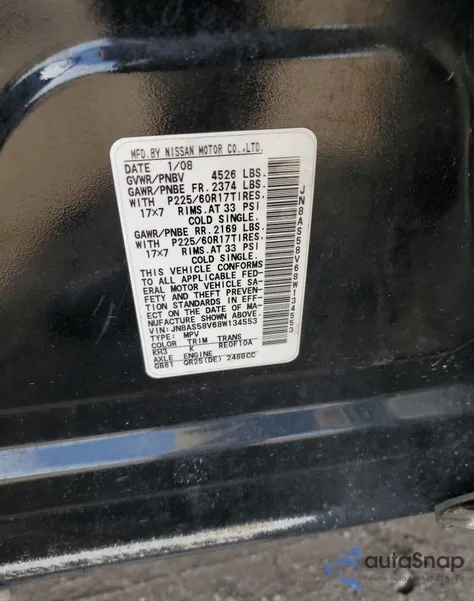 MFD.BY NISSAN MOTOR CO.,LTD.
DATE 1/08
GVWR/PNBV 4526 LBS.
GAWR/PNBE FR. 2374 LBS.
WITH P225/60R17TIRES.
17×7 RIMS.AT 33 PSI
COLD SINGLE.
GAWR/PNBE RR. 2169 LBS.
WITH P225/60R17TIRES.
17×7 RIMS.AT 33 PSI
COLD SINGLE.
THIS VEHICLE CONFORMS
TO ALL APPLICABLE FED-
ERAL MOTOR VEHICLE SA-
FETY AND THEFT PREVEN-
TION STANDARDS IN EFF-
ECT ON THE DATE OF MA-
NUFACTURE SHOWN ABOVE.
VIN: JN8AS58V68W134553
TYPE: MPV
COLOR TRIM TRANS
KH3 K RE0F10A
AXLE ENGINE
GB61 QR25(DE) 2488CC
JN8AS58V68W134553
autoSnap